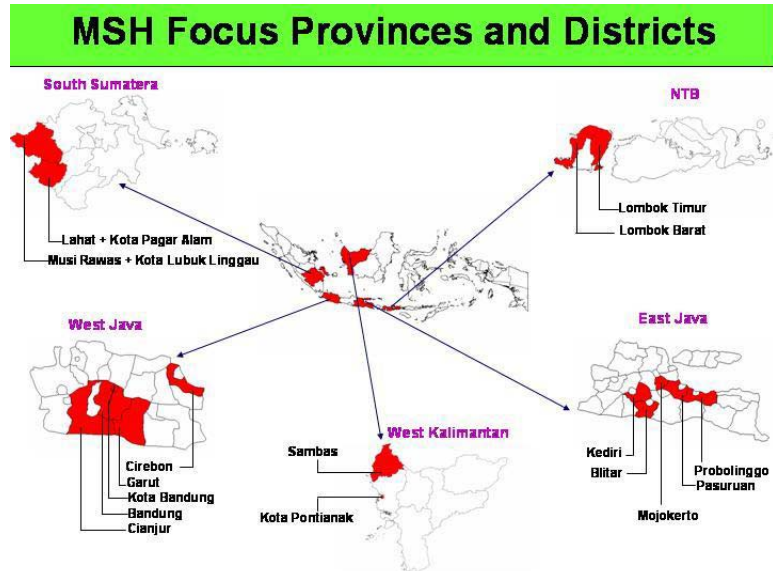 MSH Focus Provinces and Districts
South Sumatera
NTB
Lombok Timur
Lombok Barat
Lahat + Kota Pagar Alam
Musi Rawas + Kota Lubuk Linggau
West Java
East Java
Cirebon
Garut
Kota Bandung
Bandung
Cianjur
West Kalimantan
Sambas
Kota Pontianak
Kediri
Blitar
Probolinggo
Pasuruan
Mojokerto